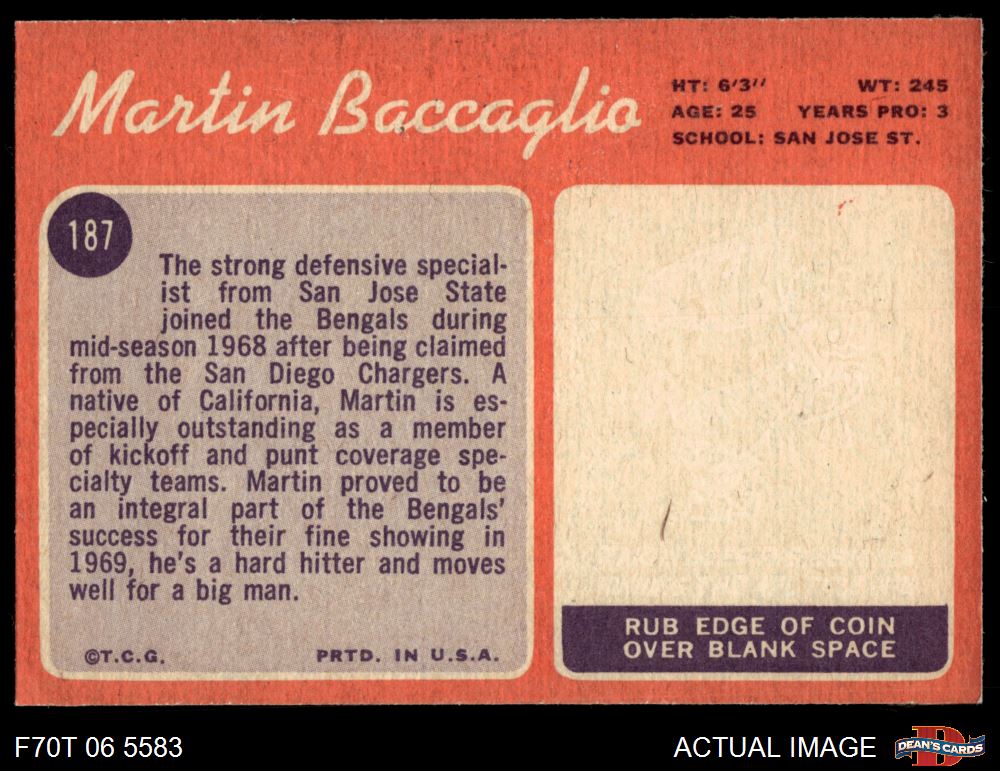 Martin Baccaglio
HT: 6'3'' WT: 245
AGE: 25 YEARS PRO: 3
SCHOOL: SAN JOSE ST.
187
The strong defensive special-
ist from San Jose State
joined the Bengals during
mid-season 1968 after being claimed
from the San Diego Chargers. A
native of California, Martin is es-
pecially outstanding as a member
of kickoff and punt coverage spe-
cialty teams. Martin proved to be
an integral part of the Bengals'
success for their fine showing in
1969, he's a hard hitter and moves
well for a big man.
©T.C.G. PRTD. IN U.S.A.
RUB EDGE OF COIN
OVER BLANK SPACE
F70T 06 5583
ACTUAL IMAGE
D
DEAN'S CARDS